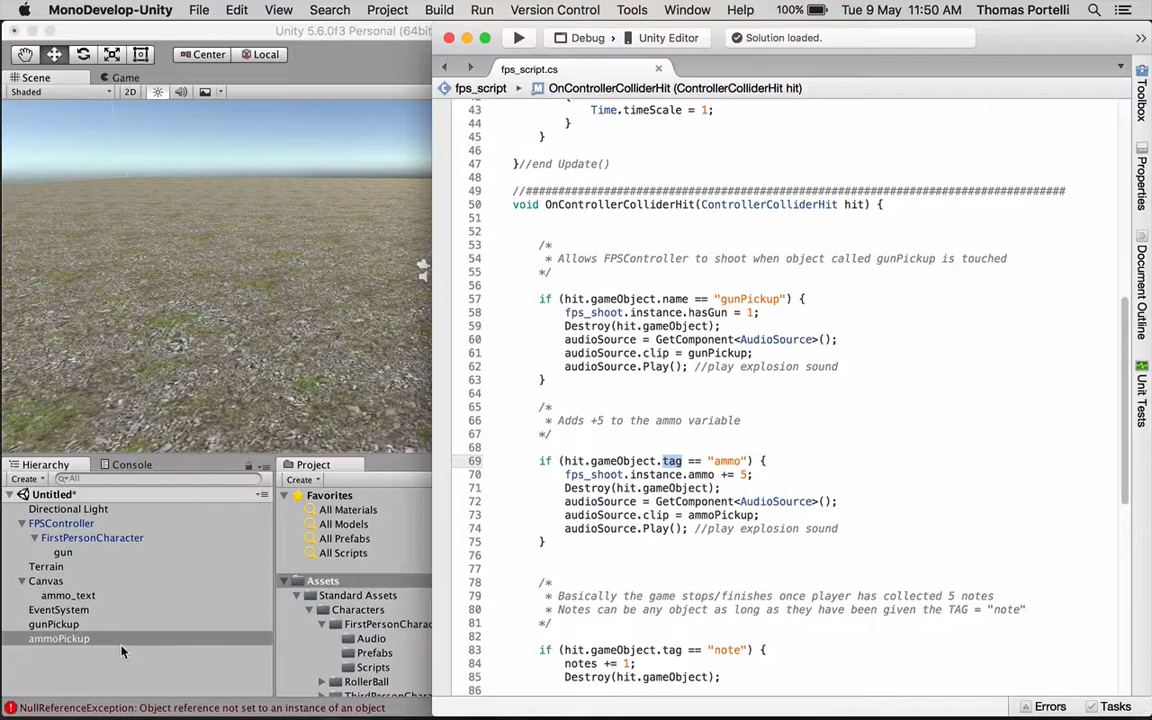 MonoDevelop-Unity File Edit View Search Project Build Run Version Control Tools Window Help 100% Tue 9 May 11:50 AM Thomas Portelli
Unity 5.6.0f3 Personal (64bit
Debug Unity Editor Solution loaded.
Center Local
fps_script.cs
Scene Game
Shaded 2D
fps_script OnControllerColliderHit (ControllerColliderHit hit)
43 Time.timeScale = 1;
44 }
45 }
46
47 }//end Update()
48
49 //###################################################################################
50 void OnControllerColliderHit(ControllerColliderHit hit) {
51
52
53 /*
54 * Allows FPSController to shoot when object called gunPickup is touched
55 */
56
57 if (hit.gameObject.name == "gunPickup") {
58 fps_shoot.instance.hasGun = 1;
59 Destroy(hit.gameObject);
60 audioSource = GetComponent<AudioSource>();
61 audioSource.clip = gunPickup;
62 audioSource.Play(); //play explosion sound
63 }
64
65 /*
66 * Adds +5 to the ammo variable
67 */
68
69 if (hit.gameObject.tag == "ammo") {
70 fps_shoot.instance.ammo += 5;
71 Destroy(hit.gameObject);
72 audioSource = GetComponent<AudioSource>();
73 audioSource.clip = ammoPickup;
74 audioSource.Play(); //play explosion sound
75 }
76
77
78 /*
79 * Basically the game stops/finishes once player has collected 5 notes
80 * Notes can be any object as long as they have been given the TAG = "note"
81 */
82
83 if (hit.gameObject.tag == "note") {
84 notes += 1;
85 Destroy(hit.gameObject);
86
Toolbox
Properties
Document Outline
Unit Tests
Hierarchy Console
Create All
Untitled*
Directional Light
FPSController
FirstPersonCharacter
gun
Terrain
Canvas
ammo_text
EventSystem
gunPickup
ammoPickup
Project
Create
Favorites
All Materials
All Models
All Prefabs
All Scripts
Assets
Standard Assets
Characters
FirstPersonCharac
Audio
Prefabs
Scripts
RollerBall
ThirdPersonCharac
NullReferenceException: Object reference not set to an instance of an object
Errors Tasks